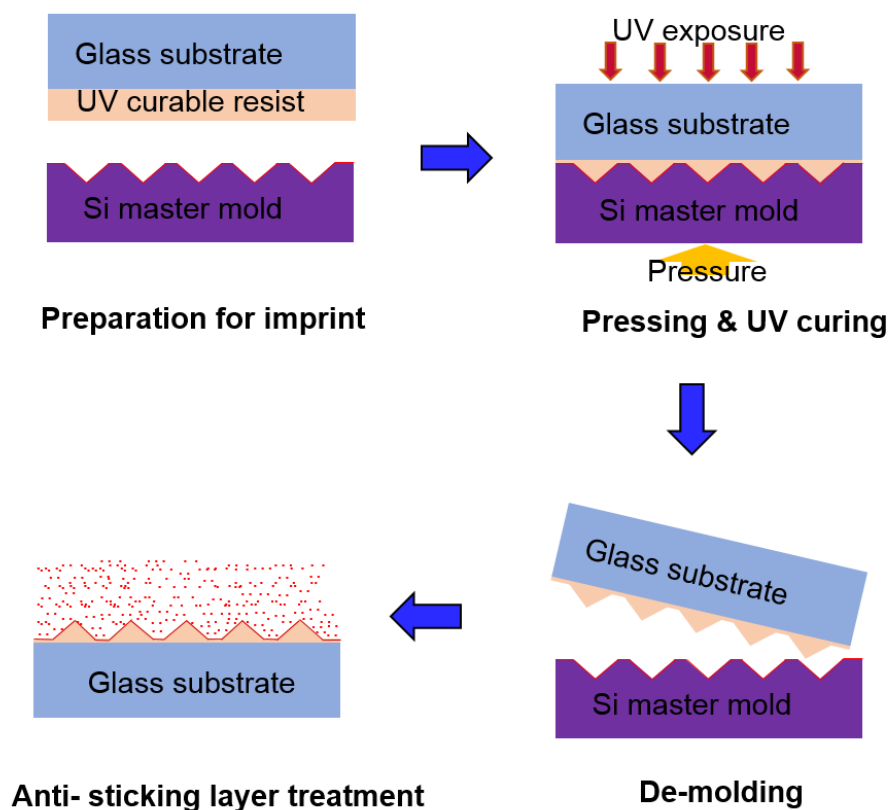 Glass substrate
UV curable resist
Si master mold
Preparation for imprint
UV exposure
Glass substrate
Si master mold
Pressure
Pressing & UV curing
Glass substrate
Si master mold
De-molding
Glass substrate
Anti- sticking layer treatment